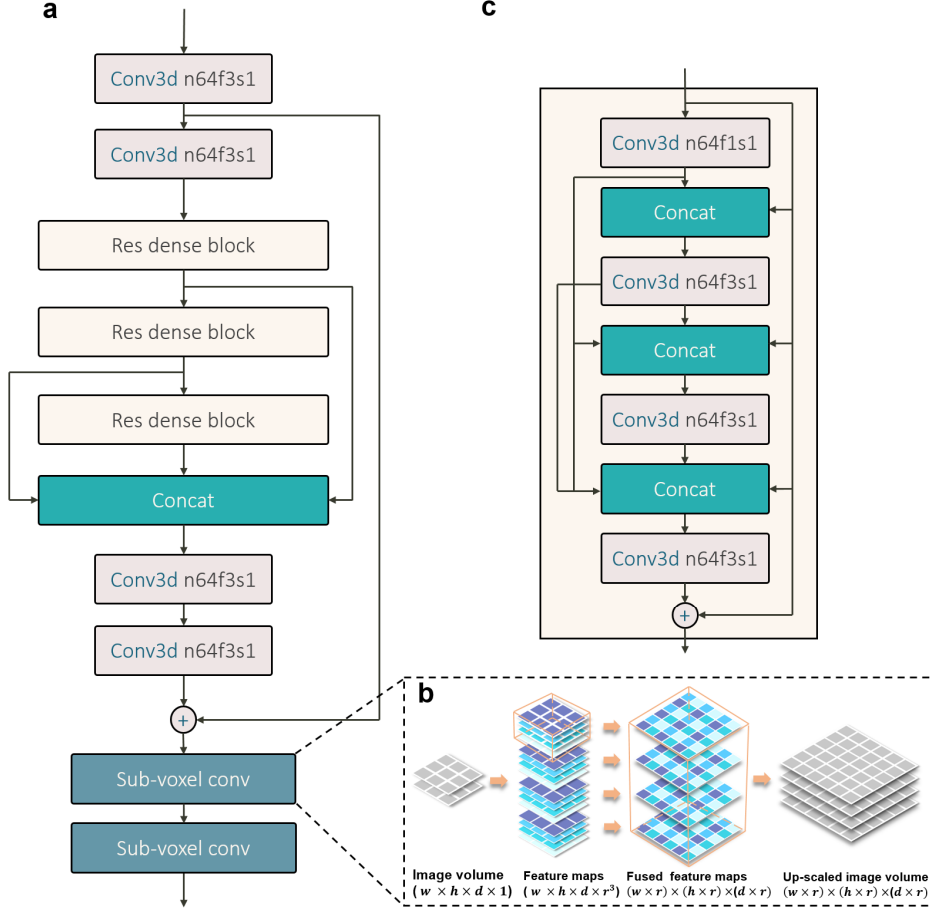 a
Conv3d n64f3s1
Conv3d n64f3s1
Res dense block
Res dense block
Res dense block
Concat
Conv3d n64f3s1
Conv3d n64f3s1
+
Sub-voxel conv
Sub-voxel conv
c
Conv3d n64f1s1
Concat
Conv3d n64f3s1
Concat
Conv3d n64f3s1
Concat
Conv3d n64f3s1
+
b
Image volume
(w × h × d × 1)
Feature maps
(w × h × d × r³)
Fused feature maps
(w × r) × (h × r) ×(d × r)
Up-scaled image volume
(w × r) × (h × r) ×(d × r)